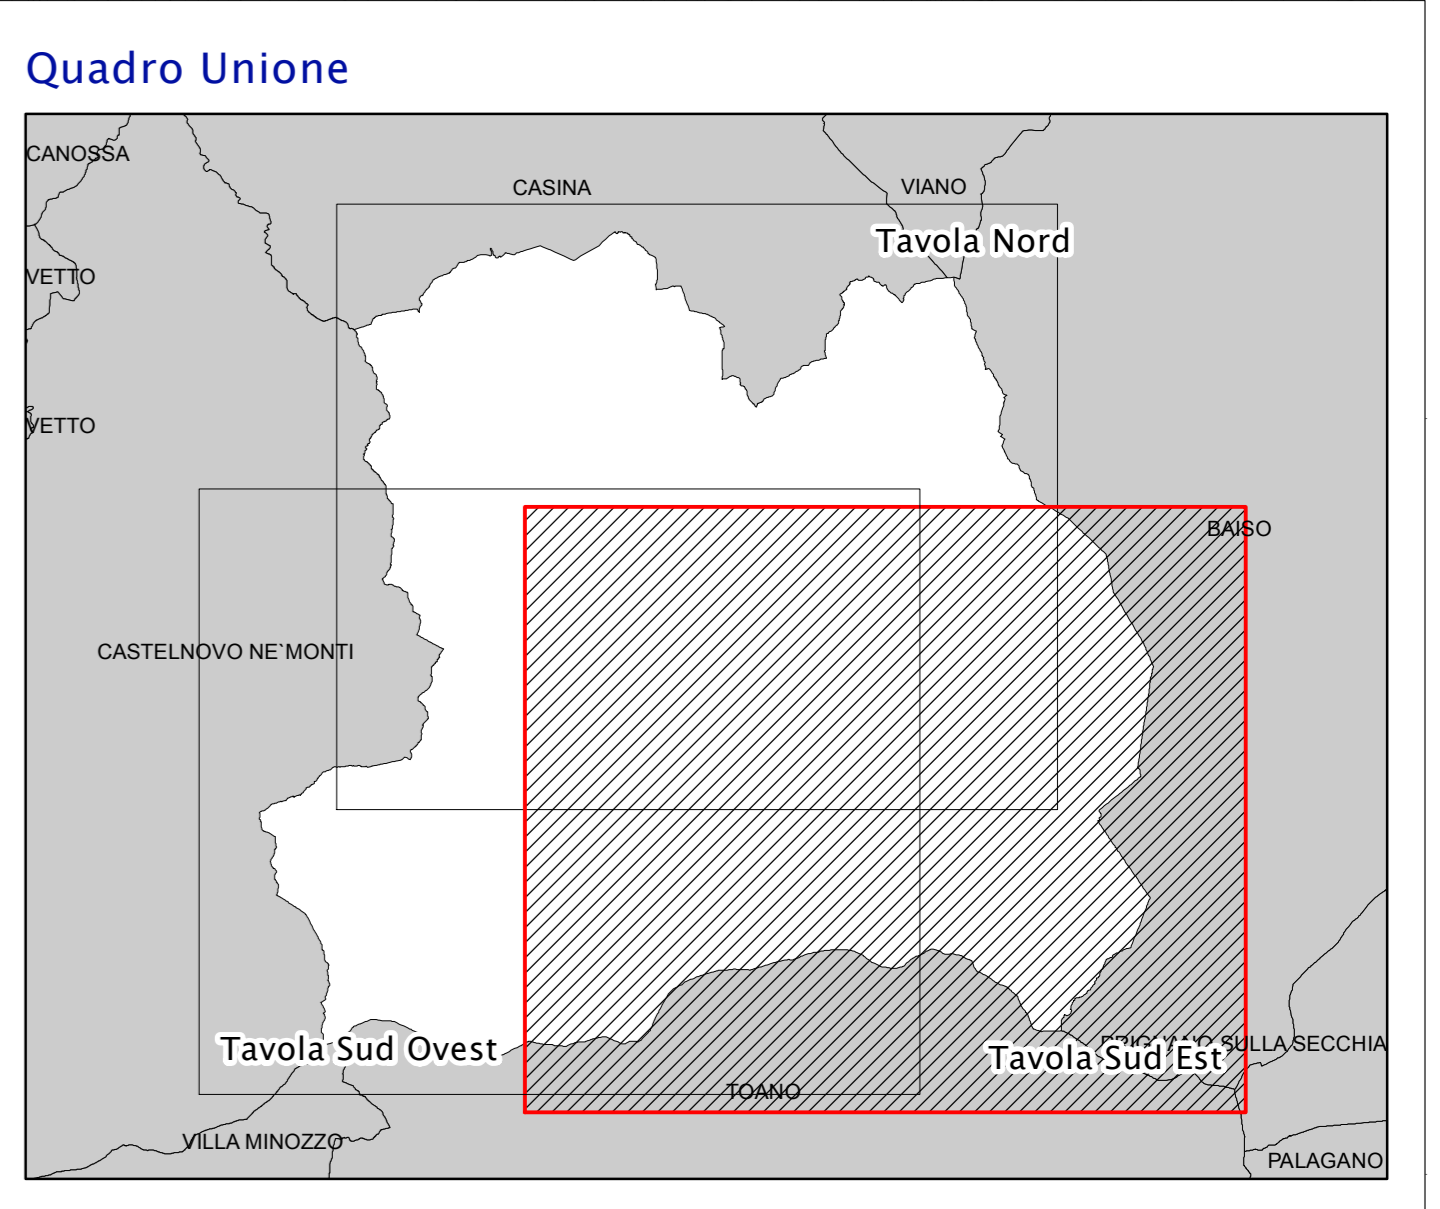 Quadro Unione
CANOSSA
CASINA
VIANO
Tavola Nord
VETTO
VETTO
BAISO
CASTELNOVO NE`MONTI
Tavola Sud Ovest
Tavola Sud Est
SULLA SECCHIA
TOANO
VILLA MINOZZO
PALAGANO